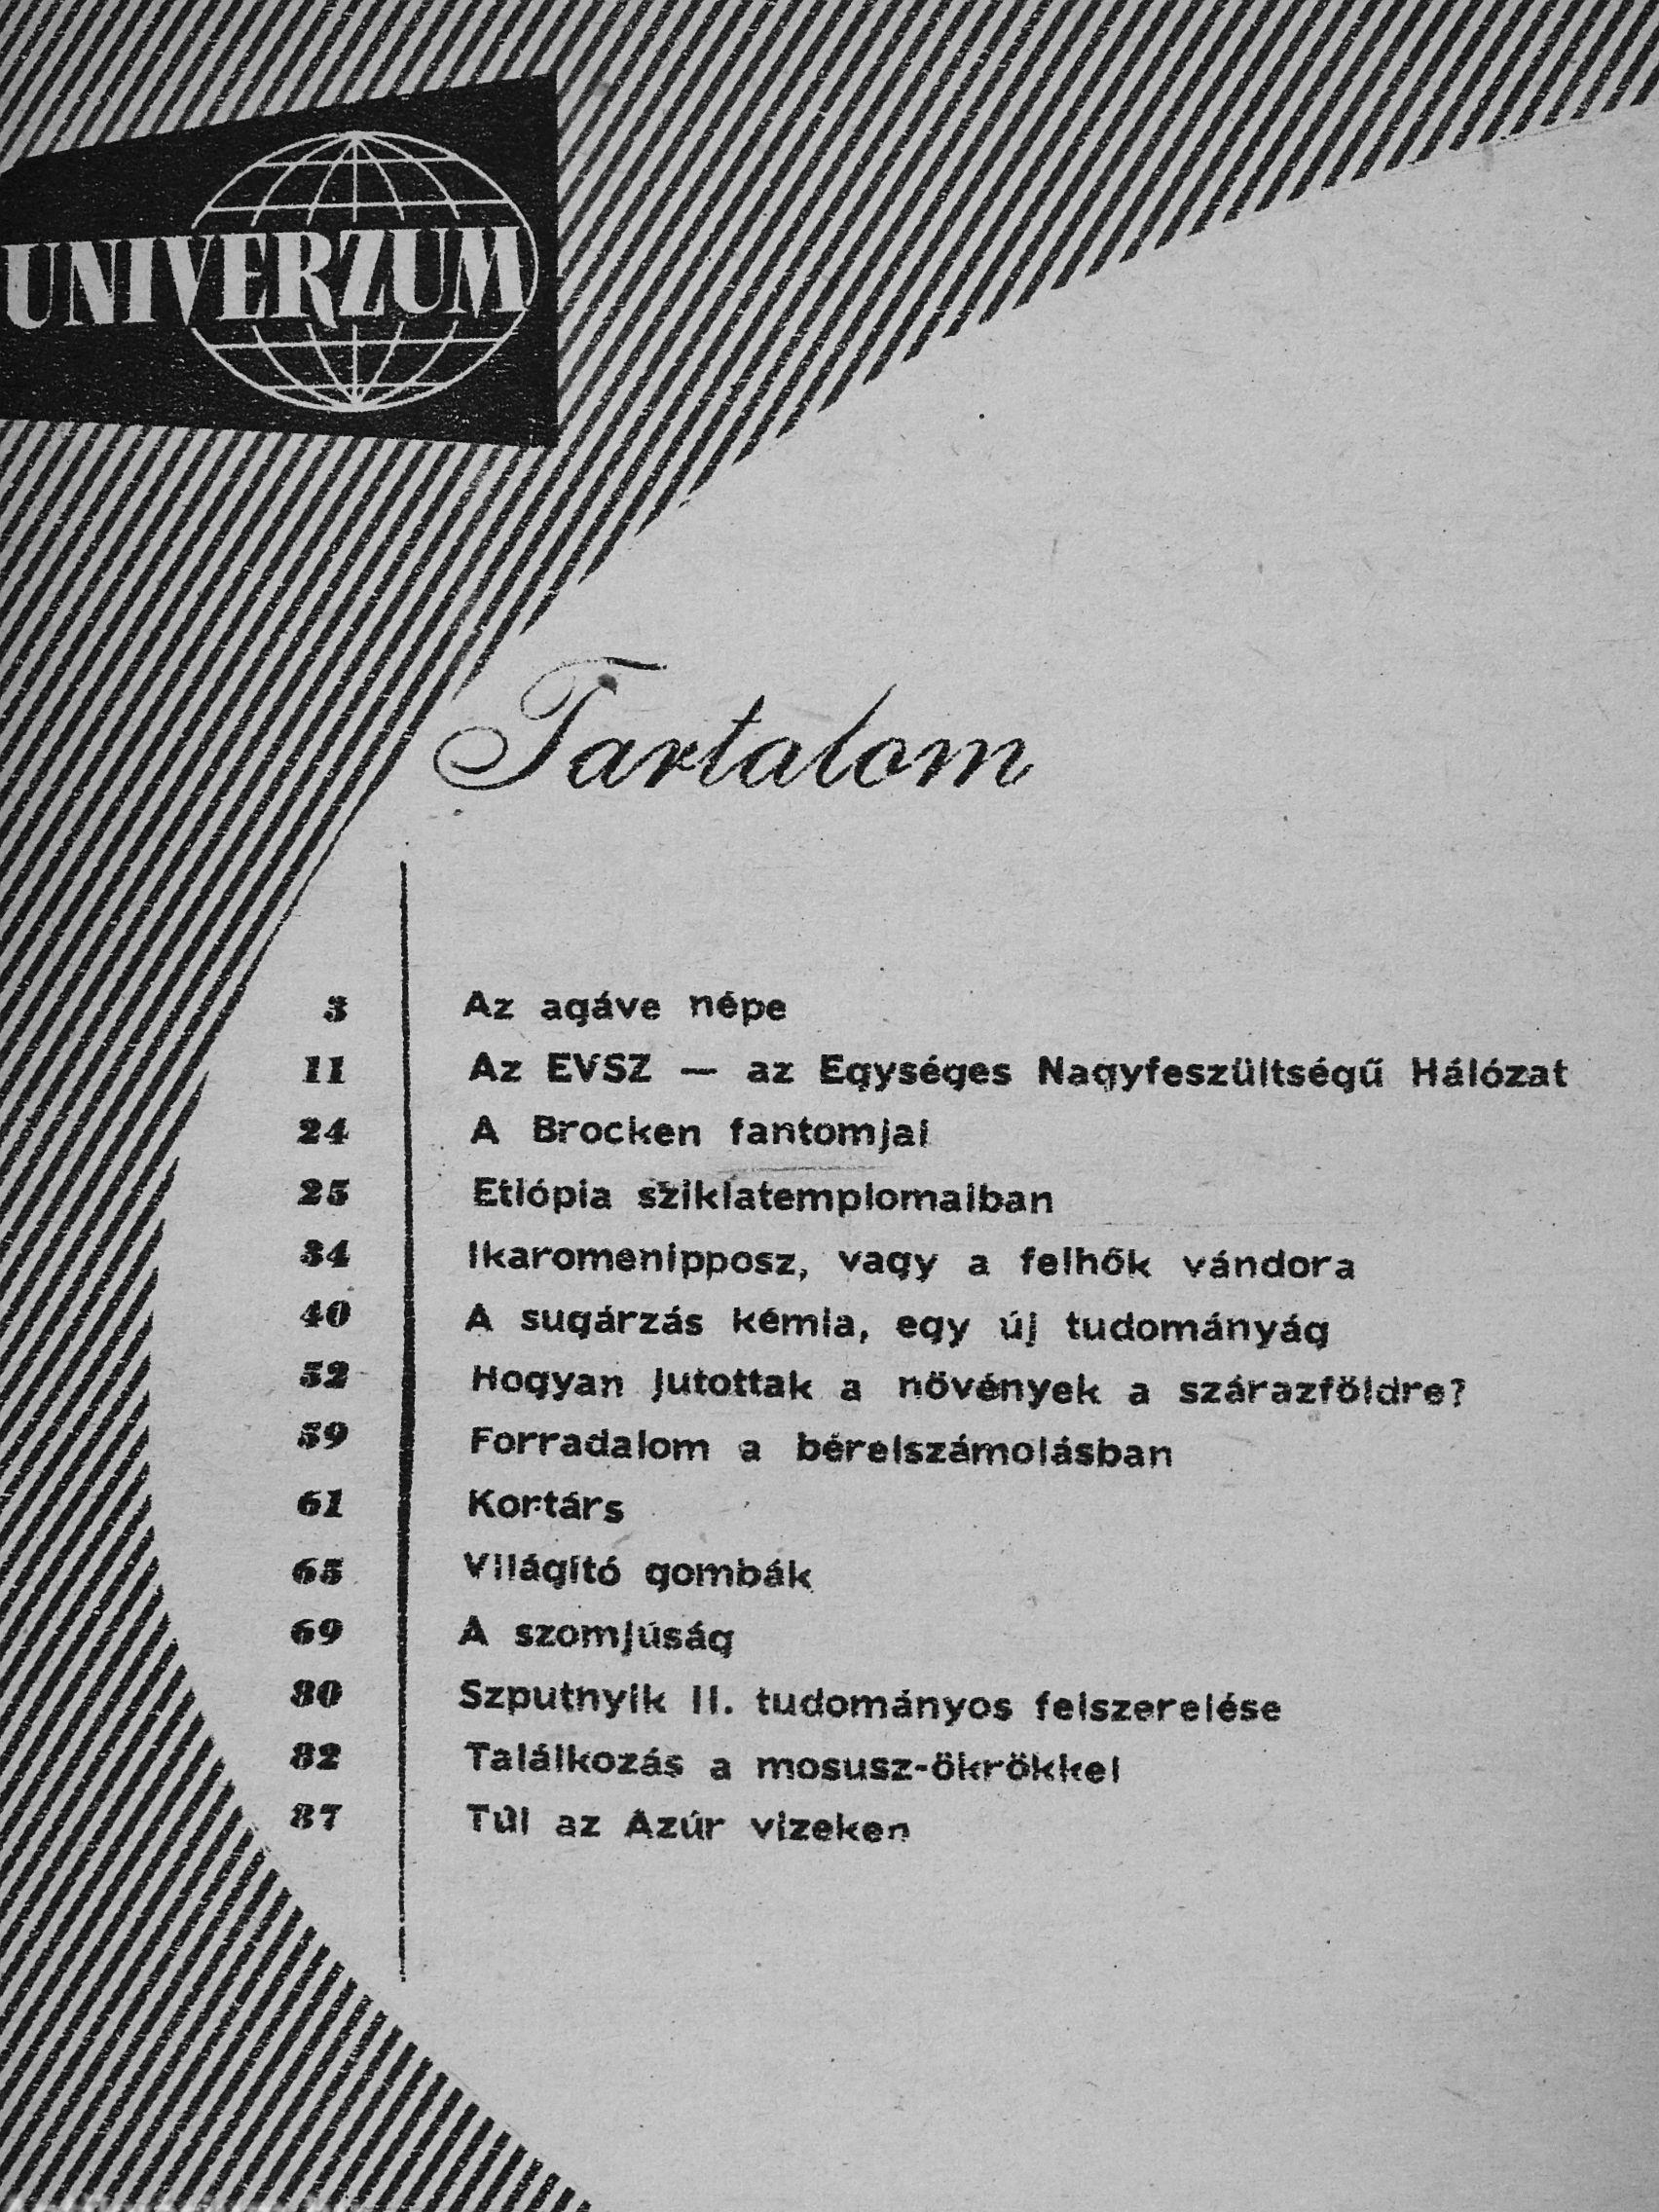 UNIVERZUM
Tartalom
3 Az agáve népe
11 Az EVSZ — az Egységes Nagyfeszültségű Hálózat
24 A Brocken fantomjai
25 Etiópia sziklatemplomaiban
34 Ikaromenipposz, vagy a felhők vándora
40 A sugárzás kémia, egy új tudományág
52 Hogyan jutottak a növények a szárazföldre?
59 Forradalom a bérelszámolásban
61 Kortárs
65 Világító gombák
69 A szomjúság
80 Szputnyik II. tudományos felszerelése
82 Találkozás a mosusz-ökrökkel
87 Túl az Azúr vizeken